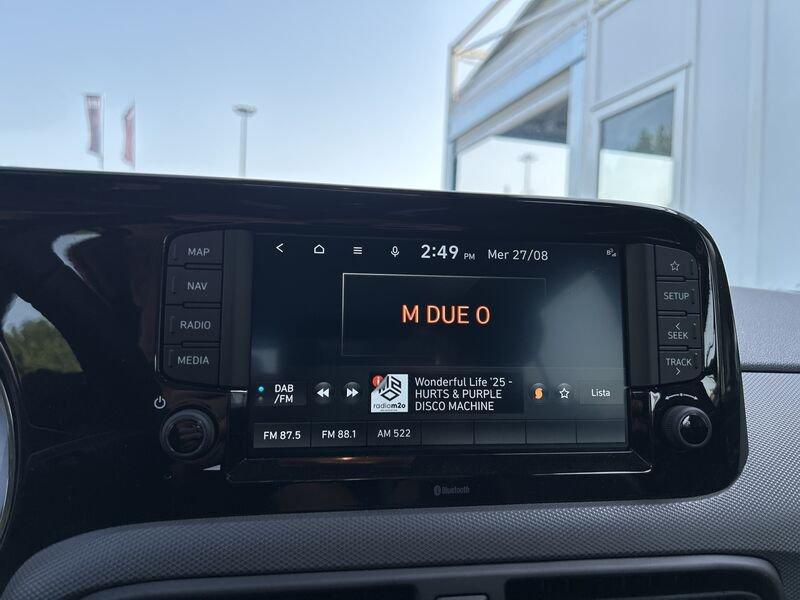 MAP
NAV
RADIO
MEDIA
2:49 PM Mer 27/08
M DUE O
DAB
/FM
radiom2o
Wonderful Life '25 -
HURTS & PURPLE
DISCO MACHINE
Lista
FM 87.5 FM 88.1 AM 522
SETUP
SEEK
TRACK
Bluetooth